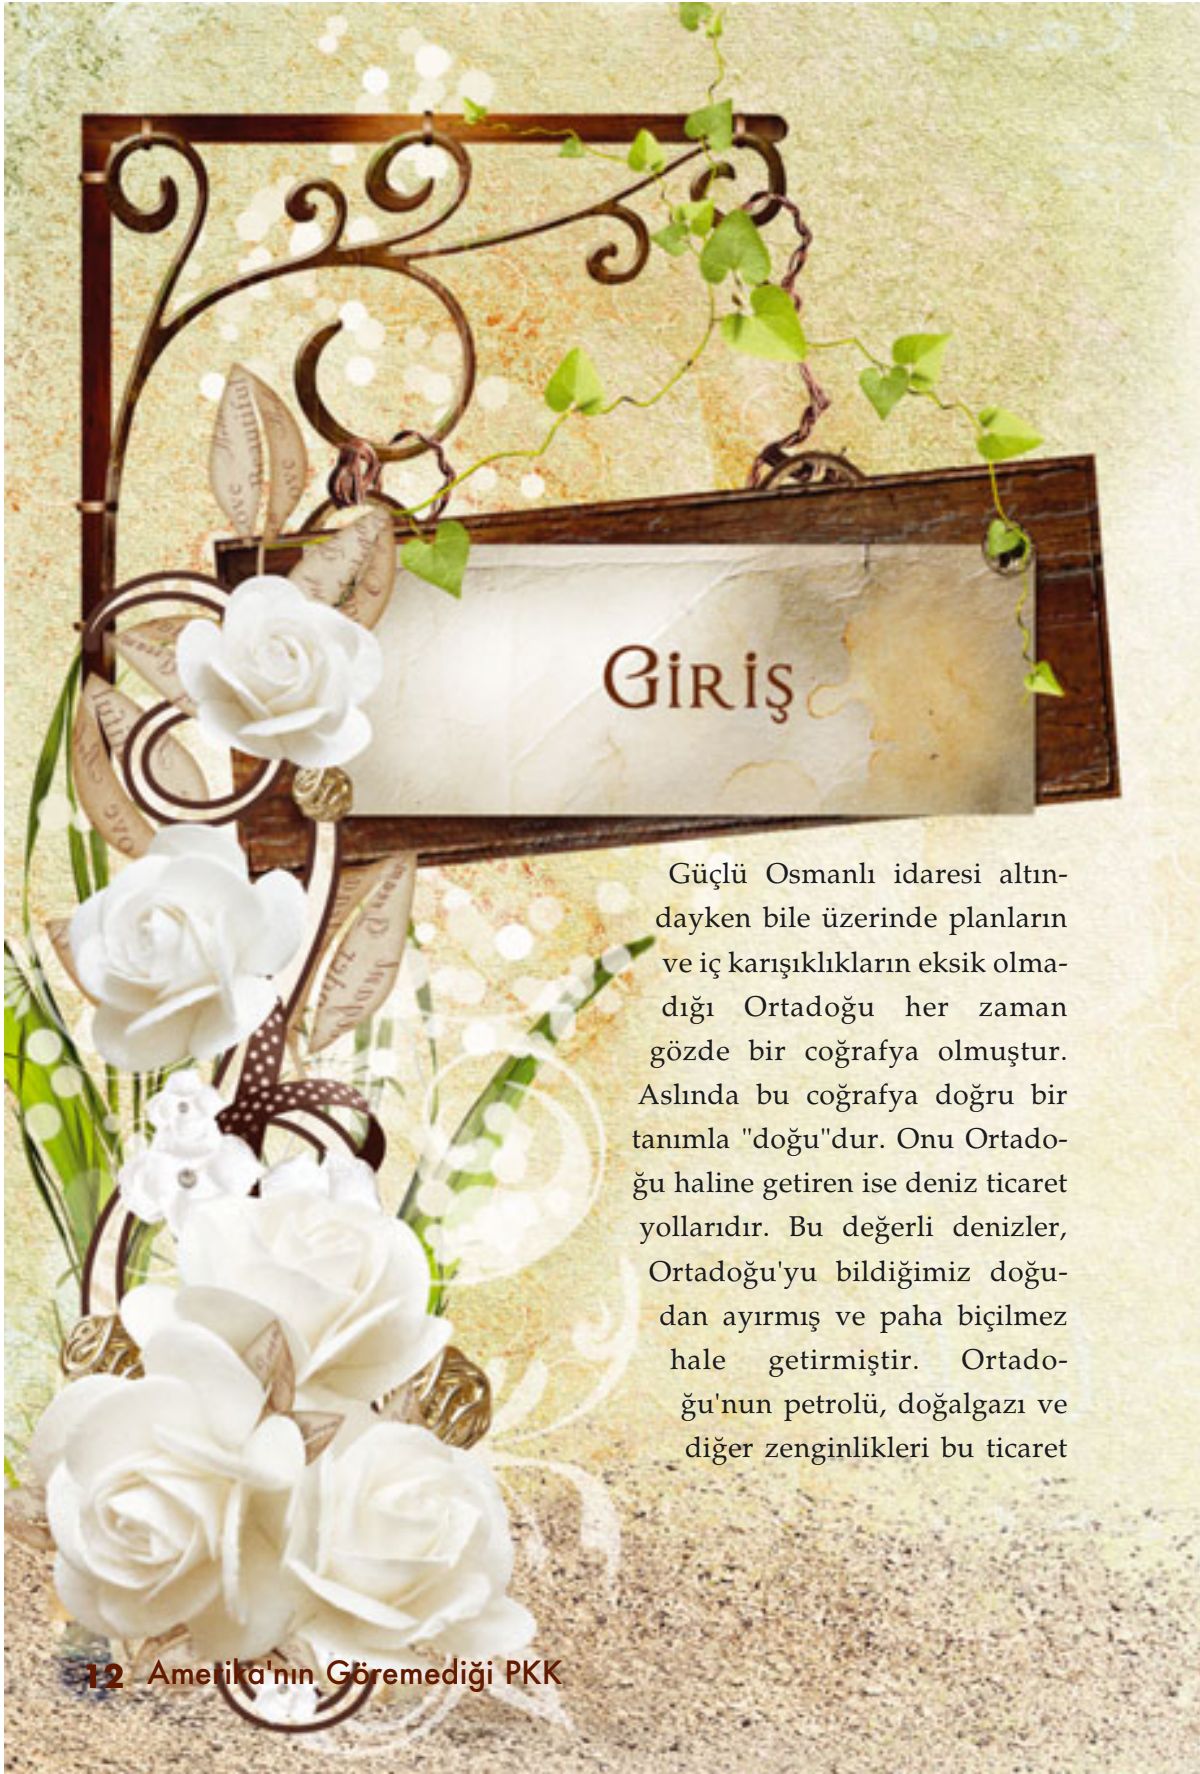 GİRİŞ
Güçlü Osmanlı idaresi altın-
dayken bile üzerinde planların
ve iç karışıklıkların eksik olma-
dığı Ortadoğu her zaman
gözde bir coğrafya olmuştur.
Aslında bu coğrafya doğru bir
tanımla "doğu"dur. Onu Ortado-
ğu haline getiren ise deniz ticaret
yollarıdır. Bu değerli denizler,
Ortadoğu'yu bildiğimiz doğu-
dan ayırmış ve paha biçilmez
hale getirmiştir. Ortado-
ğu'nun petrolü, doğalgazı ve
diğer zenginlikleri bu ticaret
12 Amerika'nın Göremediği PKK